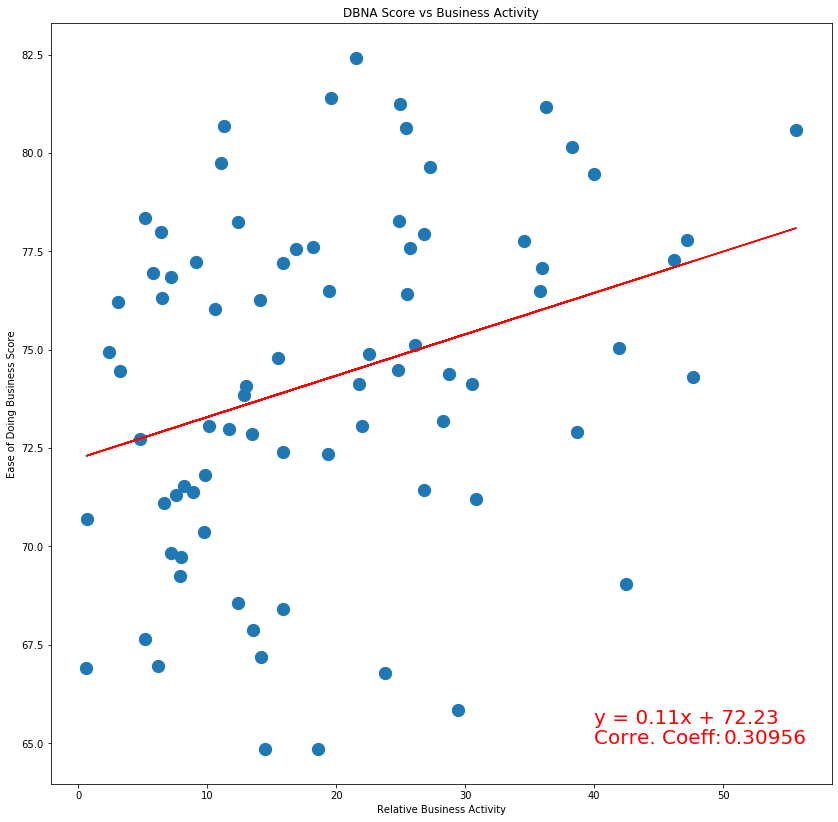 DBNA Score vs Business Activity
82.5
80.0
77.5
75.0
72.5
70.0
67.5
65.0
Ease of Doing Business Score
y = 0.11x + 72.23
Corre. Coeff: 0.30956
0 10 20 30 40 50
Relative Business Activity